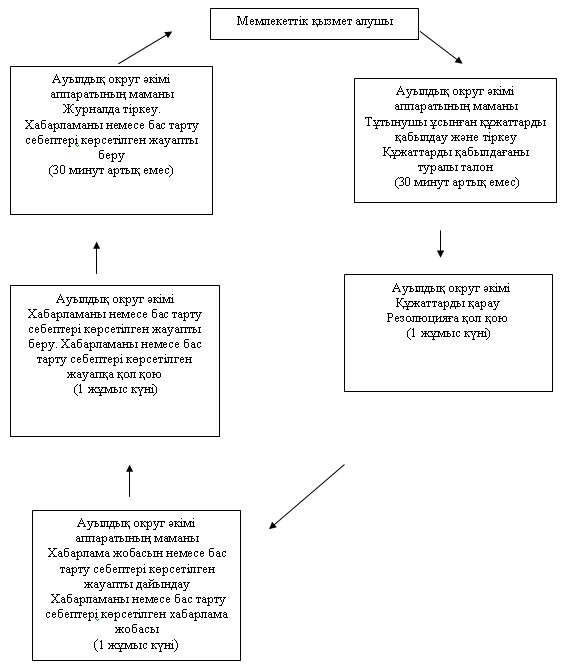 Мемлекеттік қызмет алушы
Ауылдық округ әкімі
аппаратының маманы
Журналда тіркеу.
Хабарламаны немесе бас тарту
себептері көрсетілген жауапты
беру
(30 минут артық емес)
Ауылдық округ әкімі
аппаратының маманы
Тұтынушы ұсынған құжаттарды
қабылдау және тіркеу
Құжаттарды қабылдағаны
туралы талон
(30 минут артық емес)
Ауылдық округ әкімі
Хабарламаны немесе бас тарту
себептері көрсетілген жауапты
беру. Хабарламаны немесе бас
тарту себептері көрсетілген
жауапқа қол қою
(1 жұмыс күні)
Ауылдық округ әкімі
Құжаттарды қарау
Резолюцияға қол қою
(1 жұмыс күні)
Ауылдық округ әкімі
аппаратының маманы
Хабарлама жобасын немесе бас
тарту себептері көрсетілген
жауапты дайындау
Хабарламаны немесе бас тарту
себептері көрсетілген хабарлама
жобасы
(1 жұмыс күні)